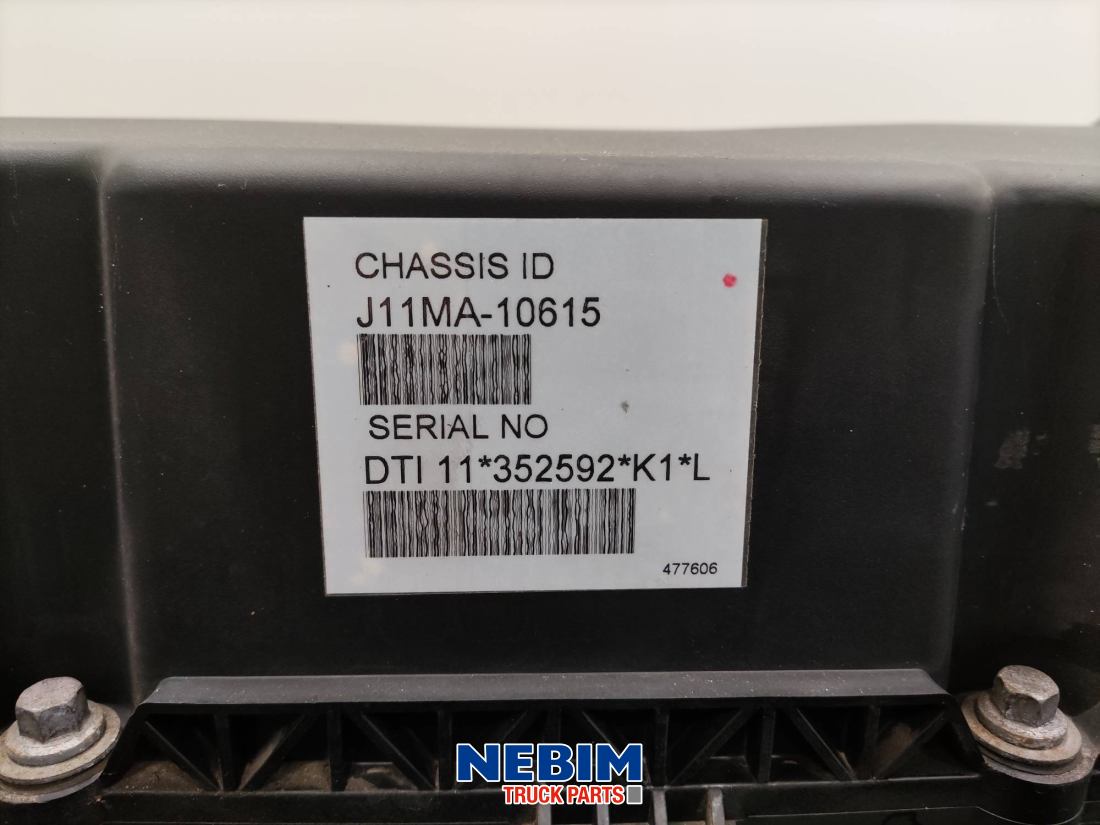 CHASSIS ID
J11MA-10615
SERIAL NO
DTI 11*352592*K1*L
477606
NEBIM
TRUCK PARTS